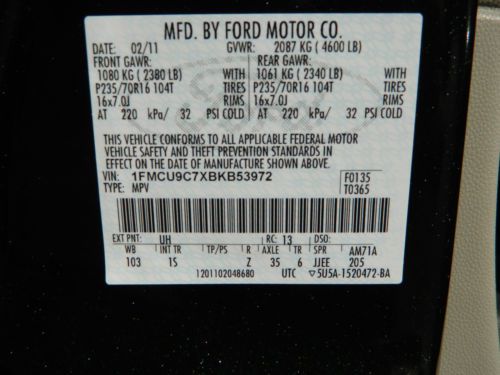 MFD. BY FORD MOTOR CO.
DATE: 02/11 GVWR: 2087 KG ( 4600 LB)
FRONT GAWR: REAR GAWR:
1080 KG ( 2380 LB) WITH 1061 KG ( 2340 LB) WITH
P235/70R16 104T TIRES P235/70R16 104T TIRES
16x7.0J RIMS 16x7.0J RIMS
AT 220 kPa/ 32 PSI COLD AT 220 kPa/ 32 PSI COLD
THIS VEHICLE CONFORMS TO ALL APPLICABLE FEDERAL MOTOR
VEHICLE SAFETY AND THEFT PREVENTION STANDARDS IN
EFFECT ON THE DATE OF MANUFACTURE SHOWN ABOVE.
VIN: 1FMCU9C7XBKB53972 F0135
TYPE: MPV T0365
EXT PNT: UH RC: 13 DSO:
WB INT TR TP/PS R AXLE TR SPR AM71A
103 1S Z 35 6 JJEE 205
1201102048680 UTC 5U5A-1520472-BA